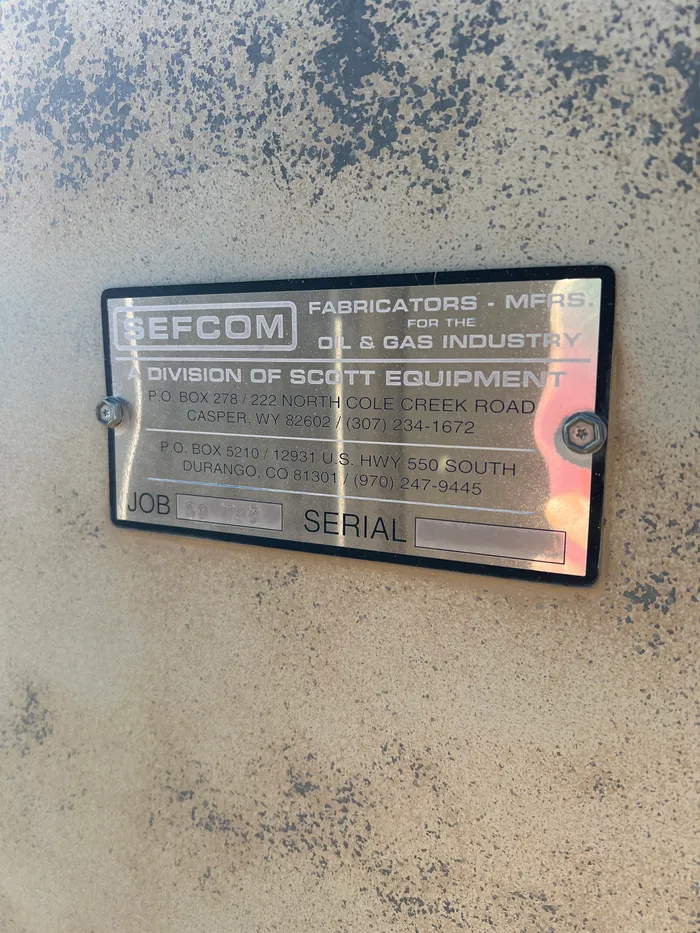 SEFCOM
FABRICATORS - MFRS.
FOR THE
OIL & GAS INDUSTRY
A DIVISION OF SCOTT EQUIPMENT
P.O. BOX 278 / 222 NORTH COLE CREEK ROAD
CASPER, WY 82602 / (307) 234-1672
P.O. BOX 5210 / 12931 U.S. HWY 550 SOUTH
DURANGO, CO 81301 / (970) 247-9445
JOB
SERIAL